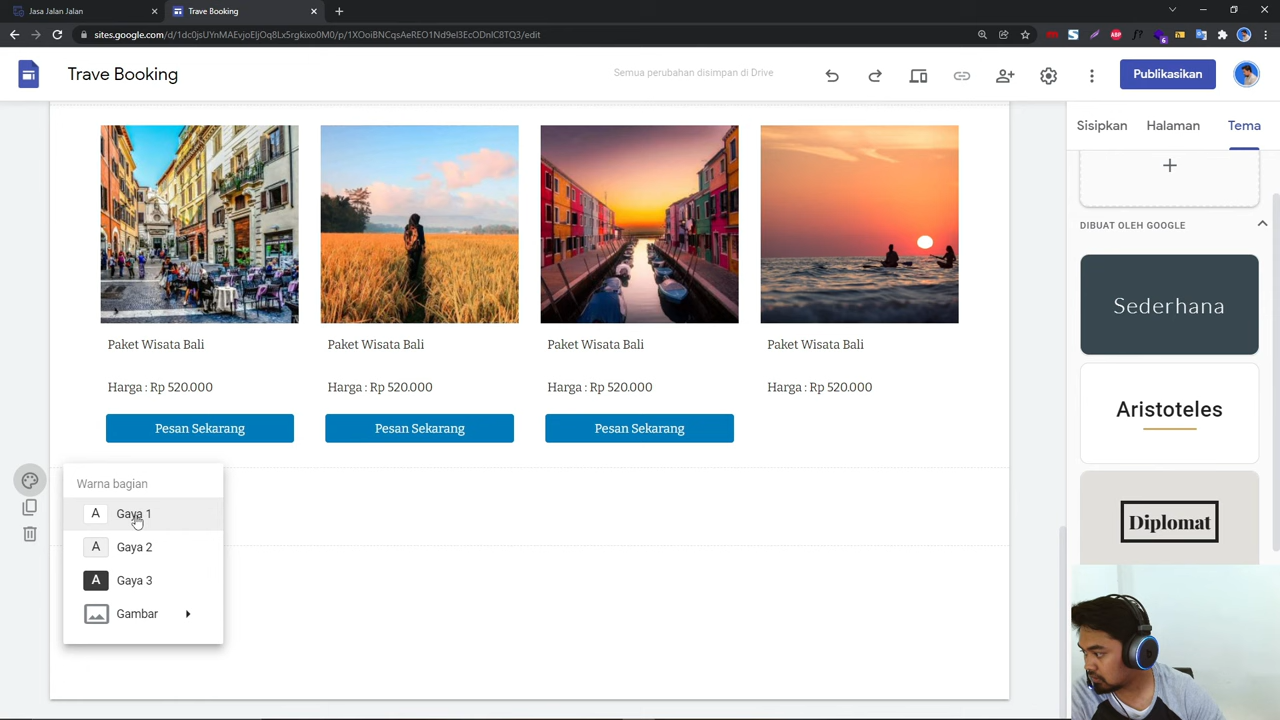 Jasa Jalan Jalan
Trave Booking
sites.google.com/d/1dc0jsUYnMAEvjoEljOq8LxSrgkixo0M0/p/1XOoiBNCqsAeREO1Nd9el3EcODnlC8TQ3/edit
Trave Booking
Semua perubahan disimpan di Drive
Publikasikan
Sisipkan
Halaman
Tema
DIBUAT OLEH GOOGLE
Sederhana
Aristoteles
Diplomat
Paket Wisata Bali
Paket Wisata Bali
Paket Wisata Bali
Paket Wisata Bali
Harga : Rp 520.000
Harga : Rp 520.000
Harga : Rp 520.000
Harga : Rp 520.000
Pesan Sekarang
Pesan Sekarang
Pesan Sekarang
Warna bagian
A Gaya 1
A Gaya 2
A Gaya 3
Gambar